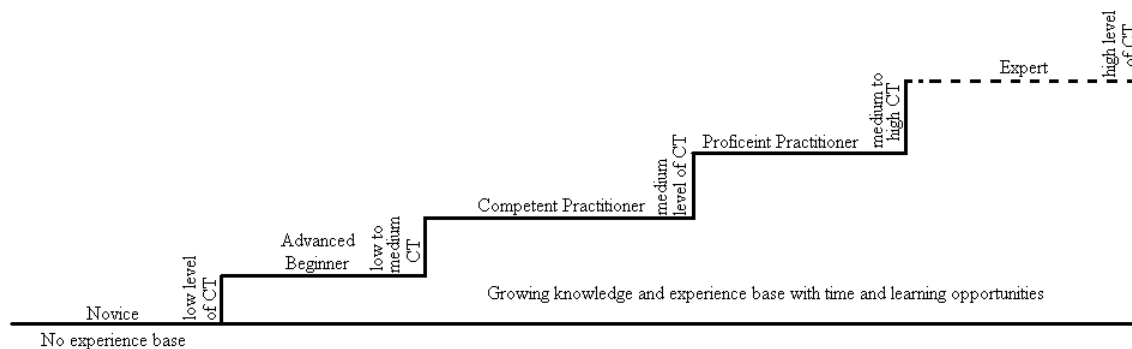 high level
of CT
Expert
medium to
high CT
Proficeint Practitioner
medium
level of CT
Competent Practitioner
low to
medium
CT
Advanced
Beginner
low level
of CT
Novice
Growing knowledge and experience base with time and learning opportunities
No experience base